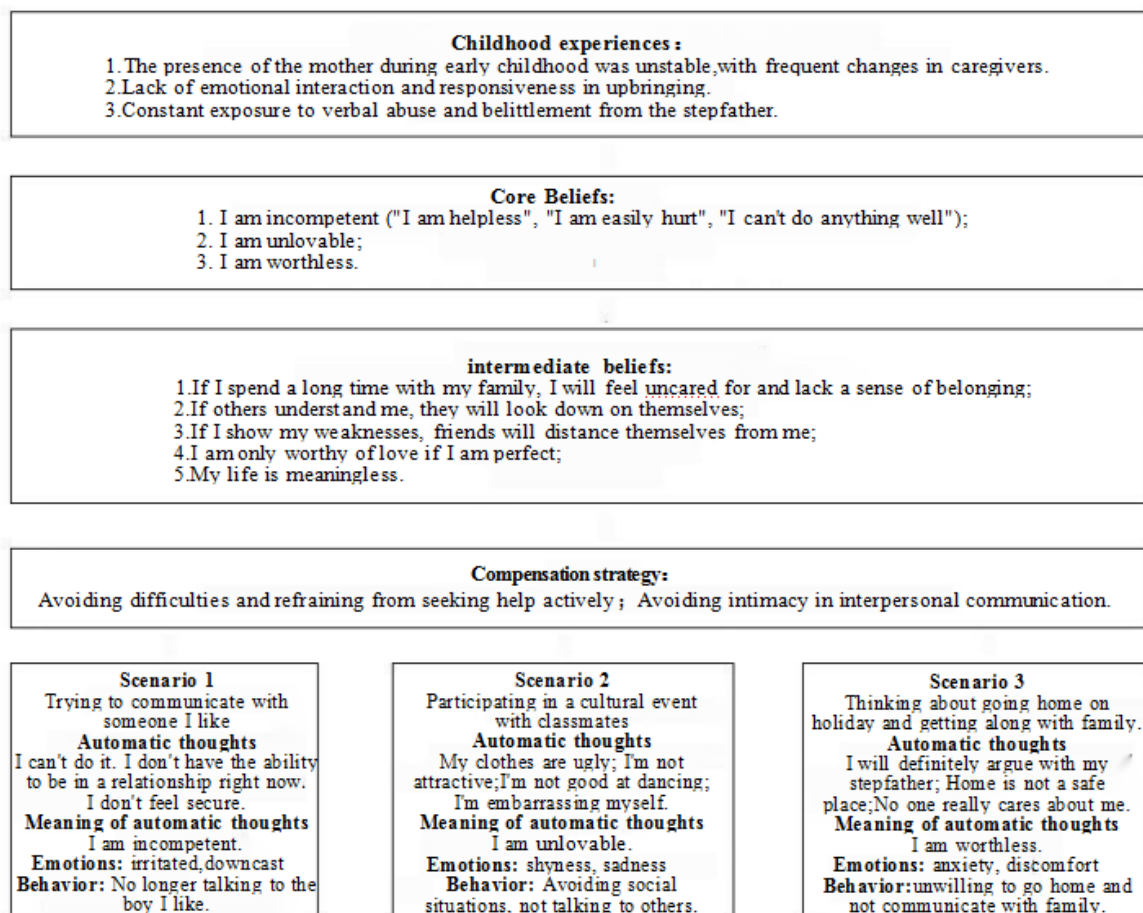 Childhood experiences:
1.The presence of the mother during early childhood was unstable,with frequent changes in caregivers.
2.Lack of emotional interaction and responsiveness in upbringing.
3.Constant exposure to verbal abuse and belittlement from the stepfather.
Core Beliefs:
1. I am incompetent ("I am helpless", "I am easily hurt", "I can't do anything well");
2. I am unlovable;
3. I am worthless.
intermediate beliefs:
1.If I spend a long time with my family, I will feel uncared for and lack a sense of belonging;
2.If others understand me, they will look down on themselves;
3.If I show my weaknesses, friends will distance themselves from me;
4.I am only worthy of love if I am perfect;
5.My life is meaningless.
Compensation strategy:
Avoiding difficulties and refraining from seeking help actively; Avoiding intimacy in interpersonal communication.
Scenario 1
Trying to communicate with
someone I like
Automatic thoughts
I can't do it. I don't have the ability
to be in a relationship right now.
I don't feel secure.
Meaning of automatic thoughts
I am incompetent.
Emotions: irritated,downcast
Behavior: No longer talking to the
boy I like.
Scenario 2
Participating in a cultural event
with classmates
Automatic thoughts
My clothes are ugly; I'm not
attractive;I'm not good at dancing;
I'm embarrassing myself.
Meaning of automatic thoughts
I am unlovable.
Emotions: shyness, sadness
Behavior: Avoiding social
situations, not talking to others.
Scenario 3
Thinking about going home on
holiday and getting along with family.
Automatic thoughts
I will definitely argue with my
stepfather; Home is not a safe
place;No one really cares about me.
Meaning of automatic thoughts
I am worthless.
Emotions: anxiety, discomfort
Behavior:unwilling to go home and
not communicate with family.